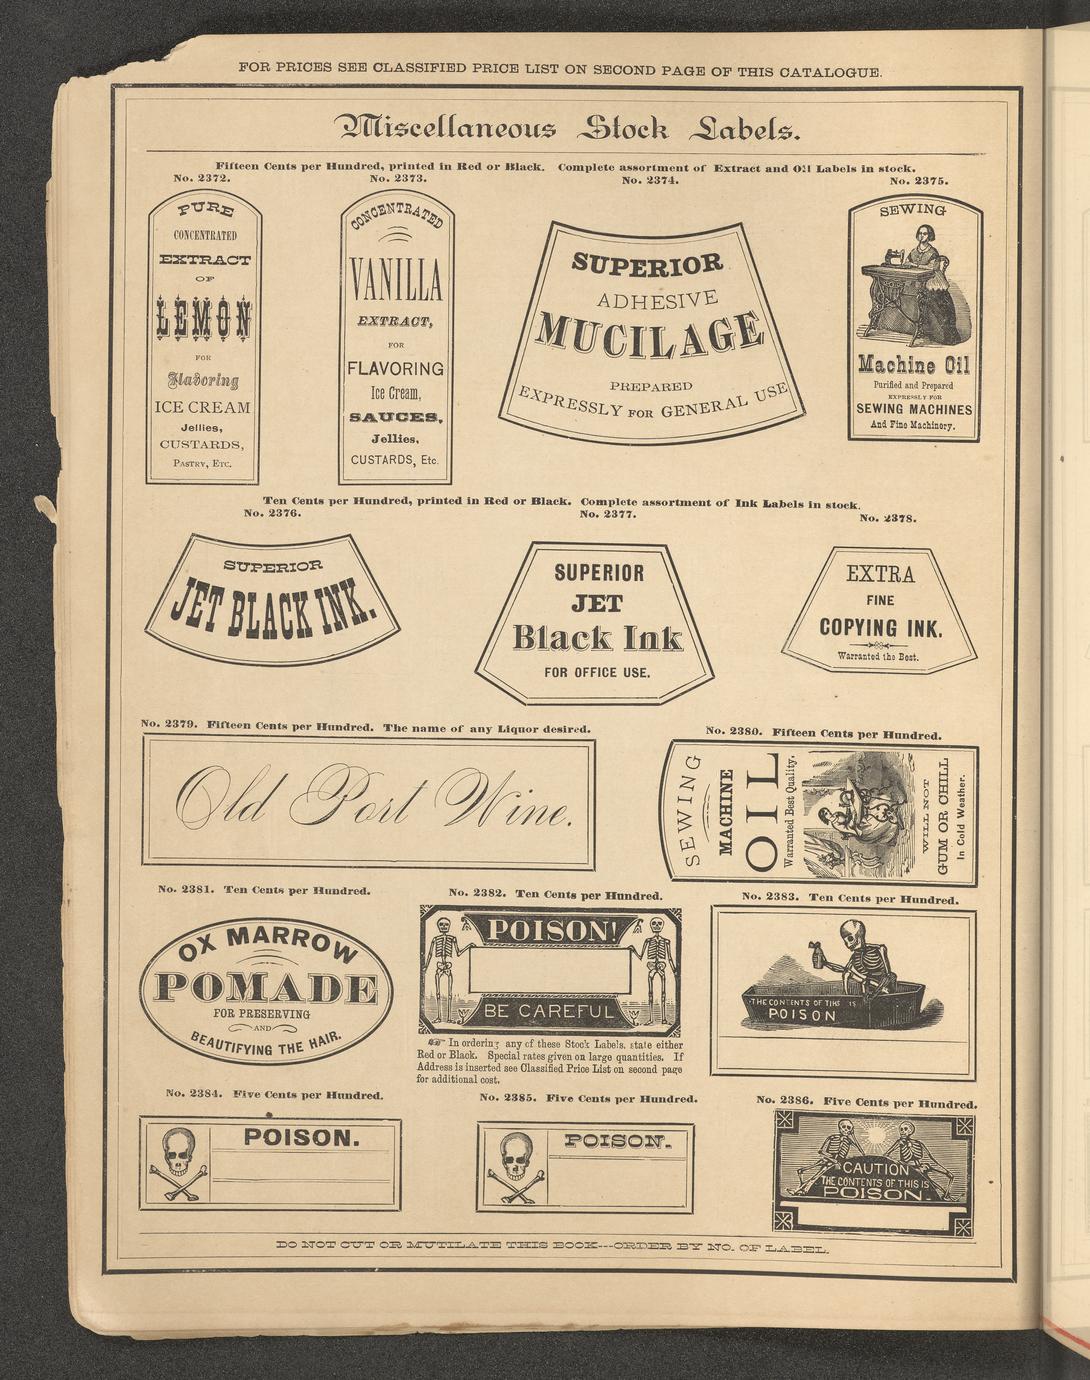 FOR PRICES SEE CLASSIFIED PRICE LIST ON SECOND PAGE OF THIS CATALOGUE.
Miscellaneous Stock Labels.
Fifteen Cents per Hundred, printed in Red or Black. Complete assortment of Extract and Oil Labels in stock.
No. 2372.
PURE
CONCENTRATED
EXTRACT
OF
LEMON
FOR
Flavoring
ICE CREAM
Jellies,
CUSTARDS,
PASTRY, ETC.
No. 2373.
CONCENTRATED
VANILLA
EXTRACT,
FOR
FLAVORING
Ice Cream,
SAUCES,
Jellies,
CUSTARDS, Etc.
No. 2374.
SUPERIOR
ADHESIVE
MUCILAGE
PREPARED
EXPRESSLY FOR GENERAL USE
No. 2375.
SEWING
Machine Oil
Purified and Prepared
EXPRESSLY FOR
SEWING MACHINES
And Fine Machinery.
Ten Cents per Hundred, printed in Red or Black. Complete assortment of Ink Labels in stock.
No. 2376.
SUPERIOR
JET BLACK INK.
No. 2377.
SUPERIOR
JET
Black Ink
FOR OFFICE USE.
No. 2378.
EXTRA
FINE
COPYING INK.
Warranted the Best.
No. 2379. Fifteen Cents per Hundred. The name of any Liquor desired.
Old Port Wine.
No. 2380. Fifteen Cents per Hundred.
SEWING
MACHINE
OIL
Warranted Best Quality.
WILL NOT
GUM OR CHILL
In Cold Weather.
No. 2381. Ten Cents per Hundred.
OX MARROW
POMADE
FOR PRESERVING
AND
BEAUTIFYING THE HAIR.
No. 2382. Ten Cents per Hundred.
POISON!
BE CAREFUL
☞ In ordering any of these Stock Labels, state either
Red or Black. Special rates given on large quantities. If
Address is inserted see Classified Price List on second page
for additional cost.
No. 2383. Ten Cents per Hundred.
THE CONTENTS OF THIS IS
POISON
No. 2384. Five Cents per Hundred.
POISON.
No. 2385. Five Cents per Hundred.
POISON.
No. 2386. Five Cents per Hundred.
CAUTION
THE CONTENTS OF THIS IS
POISON.
DO NOT CUT OR MUTILATE THIS BOOK---ORDER BY NO. OF LABEL.